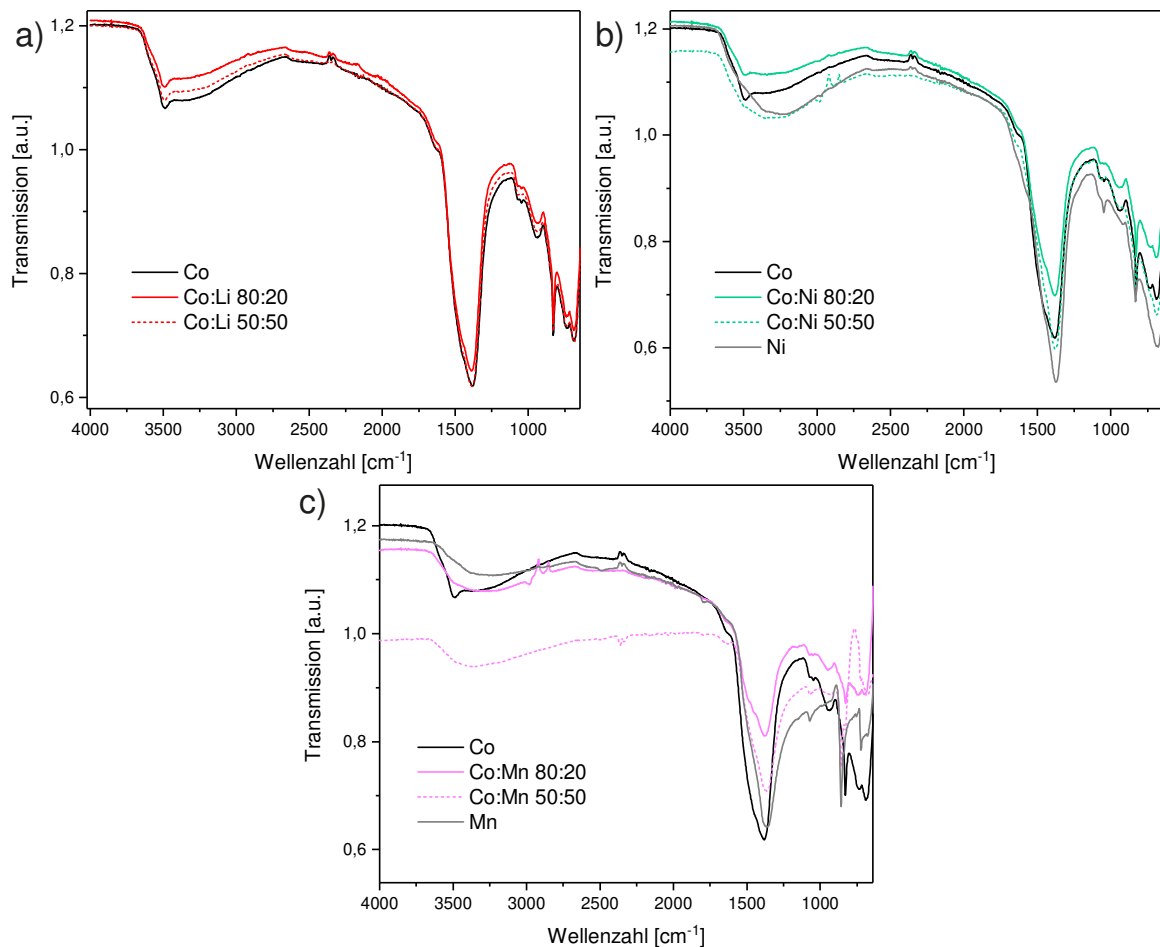 a)
1,2
1,0
0,8
0,6
Transmission [a.u.]
Co
Co:Li 80:20
Co:Li 50:50
4000 3500 3000 2500 2000 1500 1000
Wellenzahl [cm⁻¹]
b)
1,2
1,0
0,8
0,6
Transmission [a.u.]
Co
Co:Ni 80:20
Co:Ni 50:50
Ni
4000 3500 3000 2500 2000 1500 1000
Wellenzahl [cm⁻¹]
c)
1,2
1,0
0,8
0,6
Transmission [a.u.]
Co
Co:Mn 80:20
Co:Mn 50:50
Mn
4000 3500 3000 2500 2000 1500 1000
Wellenzahl [cm⁻¹]